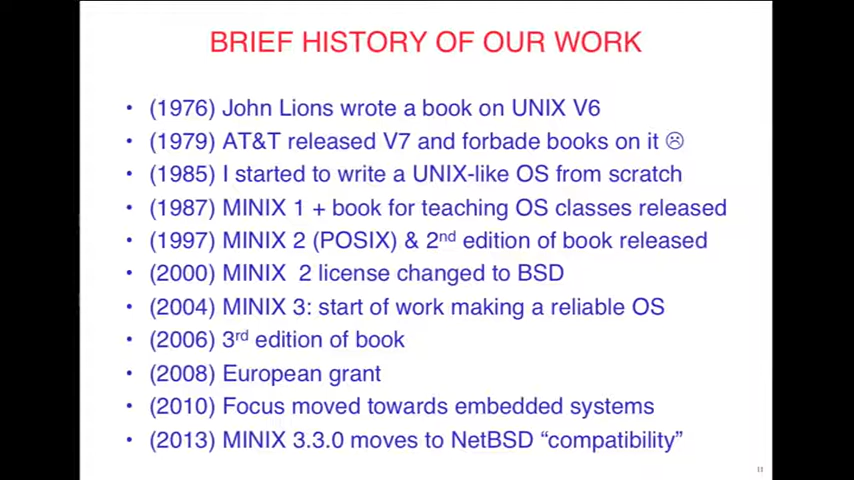 BRIEF HISTORY OF OUR WORK
• (1976) John Lions wrote a book on UNIX V6
• (1979) AT&T released V7 and forbade books on it ☹
• (1985) I started to write a UNIX-like OS from scratch
• (1987) MINIX 1 + book for teaching OS classes released
• (1997) MINIX 2 (POSIX) & 2nd edition of book released
• (2000) MINIX  2 license changed to BSD
• (2004) MINIX 3: start of work making a reliable OS
• (2006) 3rd edition of book
• (2008) European grant
• (2010) Focus moved towards embedded systems
• (2013) MINIX 3.3.0 moves to NetBSD “compatibility”
11